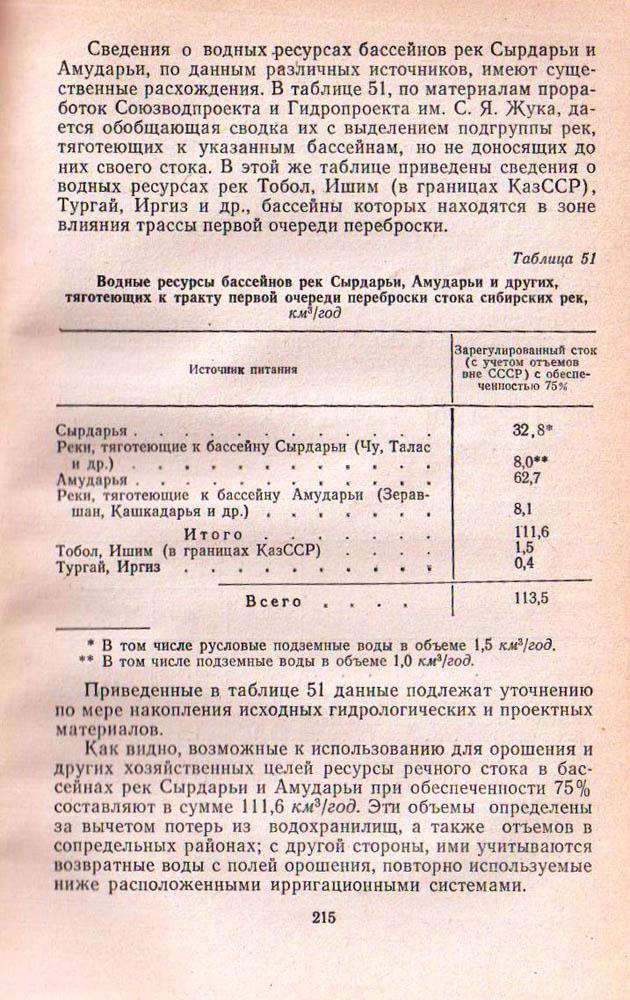 Сведения о водных ресурсах бассейнов рек Сырдарьи и
Амударьи, по данным различных источников, имеют суще-
ственные расхождения. В таблице 51, по материалам прора-
боток Союзводпроекта и Гидропроекта им. С. Я. Жука, да-
ется обобщающая сводка их с выделением подгруппы рек,
тяготеющих к указанным бассейнам, но не доносящих до
них своего стока. В этой же таблице приведены сведения о
водных ресурсах рек Тобол, Ишим (в границах КазССР),
Тургай, Иргиз и др., бассейны которых находятся в зоне
влияния трассы первой очереди переброски.
Таблица 51
Водные ресурсы бассейнов рек Сырдарьи, Амударьи и других,
тяготеющих к тракту первой очереди переброски стока сибирских рек,
км³/год
Источник питания
Зарегулированный сток
(с учетом отъемов
вне СССР) с обеспе-
ченностью 75%
Сырдарья . . . . . . . . . . . . 32,8*
Реки, тяготеющие к бассейну Сырдарьи (Чу, Талас
и др.) . . . . . . . . . . . . 8,0**
Амударья . . . . . . . . . . . . 62,7
Реки, тяготеющие к бассейну Амударьи (Зерав-
шан, Кашкадарья и др.) . . . . . . 8,1
Итого . . . . . . . 111,6
Тобол, Ишим (в границах КазССР) . . . . 1,5
Тургай, Иргиз . . . . . . . . . . 0,4
Всего . . . . 113,5
* В том числе русловые подземные воды в объеме 1,5 км³/год.
** В том числе подземные воды в объеме 1,0 км³/год.
Приведенные в таблице 51 данные подлежат уточнению
по мере накопления исходных гидрологических и проектных
материалов.
Как видно, возможные к использованию для орошения и
других хозяйственных целей ресурсы речного стока в бас-
сейнах рек Сырдарьи и Амударьи при обеспеченности 75%
составляют в сумме 111,6 км³/год. Эти объемы определены
за вычетом потерь из водохранилищ, а также отъемов в
сопредельных районах; с другой стороны, ими учитываются
возвратные воды с полей орошения, повторно используемые
ниже расположенными ирригационными системами.
215